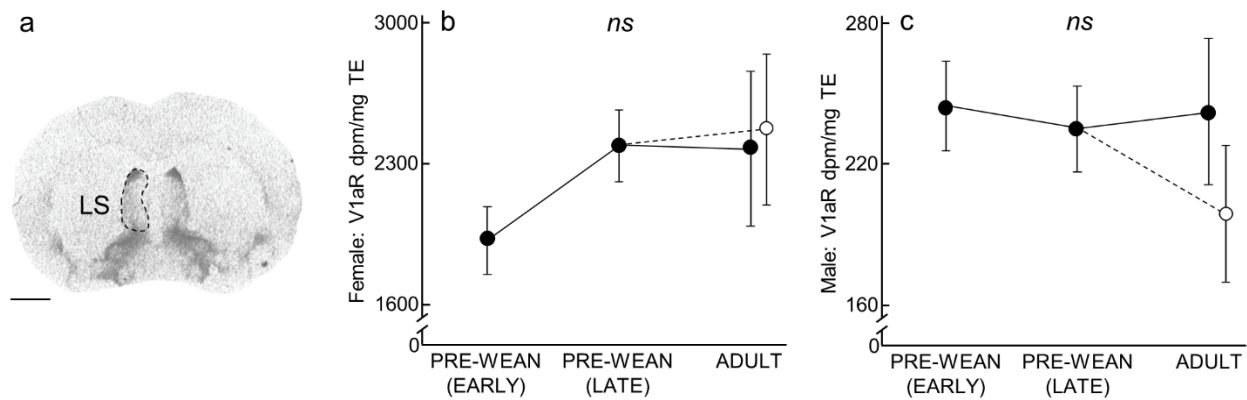 a
LS
b
ns
Female: V1aR dpm/mg TE
3000
2300
1600
0
PRE-WEAN
(EARLY)
PRE-WEAN
(LATE)
ADULT
c
ns
Male: V1aR dpm/mg TE
280
220
160
0
PRE-WEAN
(EARLY)
PRE-WEAN
(LATE)
ADULT